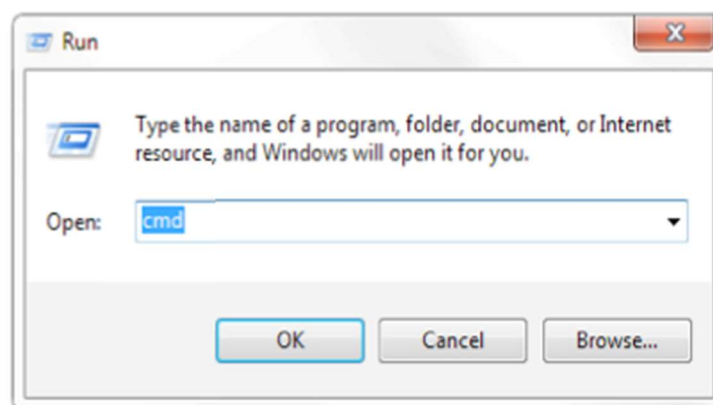 Run
Type the name of a program, folder, document, or Internet
resource, and Windows will open it for you.
Open: cmd
OK Cancel Browse...